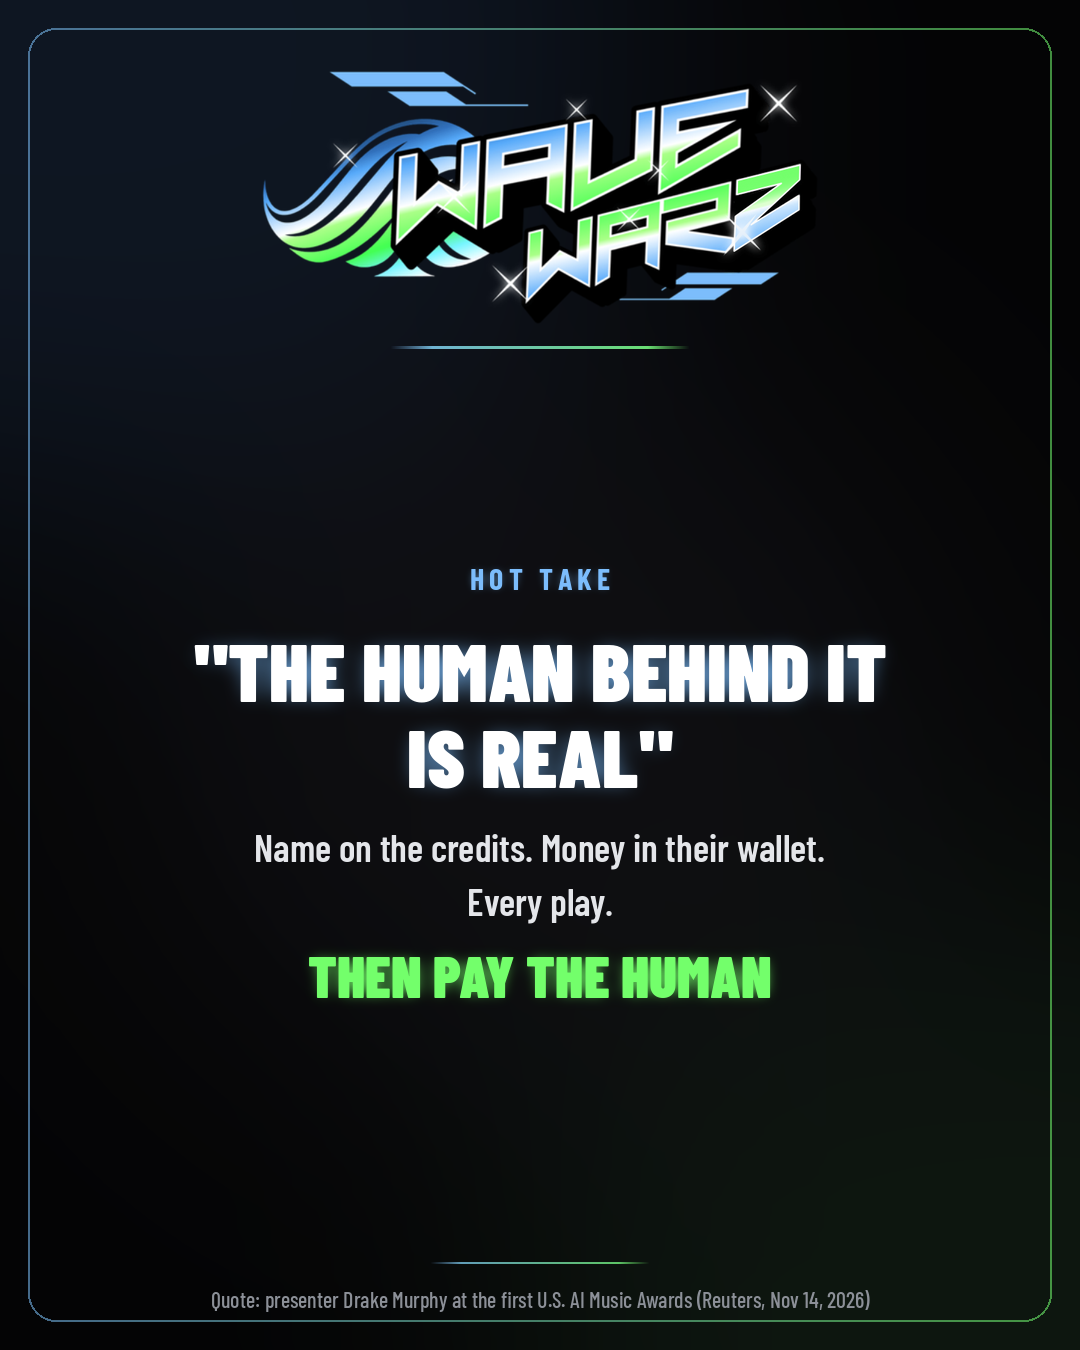 WAVE
WARZ
HOT TAKE
"THE HUMAN BEHIND IT
IS REAL"
Name on the credits. Money in their wallet.
Every play.
THEN PAY THE HUMAN
Quote: presenter Drake Murphy at the first U.S. AI Music Awards (Reuters, Nov 14, 2026)